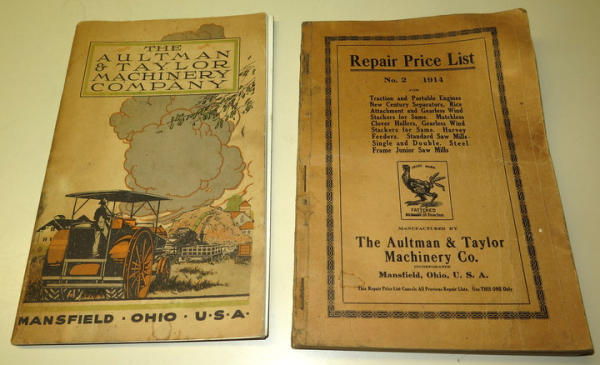 THE
AULTMAN
& TAYLOR
MACHINERY
COMPANY
MANSFIELD · OHIO · U·S·A·
Repair Price List
No. 2 1914
FOR
Traction and Portable Engines
New Century Separators, Rice
Attachment and Gearless Wind
Stackers for Same. Matchless
Clover Hullers, Gearless Wind
Stackers for Same. Harvey
Feeders. Standard Saw Mills
Single and Double. Steel
Frame Junior Saw Mills
TRADE MARK
FATTENED
MANUFACTURED BY
The Aultman & Taylor
Machinery Co.
INCORPORATED
Mansfield, Ohio, U. S. A.
This Repair Price List Cancels All Previous Repair Lists. Use THIS ONE Only